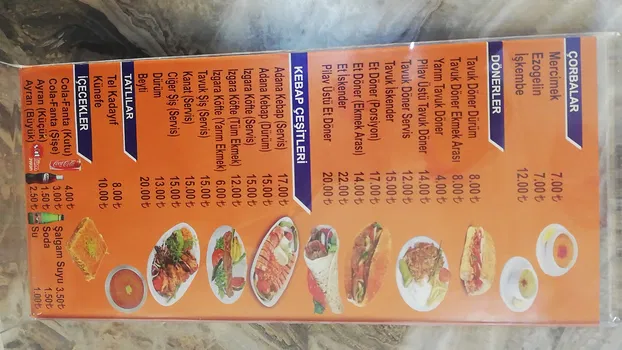 ÇORBALAR
Mercimek 7.00 ₺
Ezogelin 7.00 ₺
İşkembe 12.00 ₺
DÖNERLER
Tavuk Döner Dürüm 8.00 ₺
Tavuk Döner Ekmek Arası 8.00 ₺
Yarım Tavuk Döner 4.00 ₺
Pilav Üstü Tavuk Döner 14.00 ₺
Tavuk Döner Servis 12.00 ₺
Tavuk İskender 15.00 ₺
Et Döner (Porsiyon) 17.00 ₺
Et Döner (Ekmek Arası) 14.00 ₺
Et İskender 22.00 ₺
Pilav Üstü Et Döner 20.00 ₺
KEBAP ÇEŞİTLERİ
Adana Kebap (Servis) 17.00 ₺
Adana Kebap Dürüm 15.00 ₺
Izgara Köfte (Servis) 15.00 ₺
Izgara Köfte (Tüm Ekmek) 12.00 ₺
Izgara Köfte (Yarım Ekmek) 6.00 ₺
Tavuk Şiş (Servis) 15.00 ₺
Kanat (Servis) 15.00 ₺
Ciğer Şiş (Servis) 15.00 ₺
Dürüm 13.00 ₺
Beyti 20.00 ₺
TATLILAR
Tel Kadayıf 8.00 ₺
Künefe 10.00 ₺
İÇECEKLER
Cola-Fanta (Kutu) 4.00 ₺
Cola-Fanta (Şişe) 3.00 ₺ Şalgam Suyu 3.50 ₺
Ayran (Küçük) 1.50 ₺ Soda 1.50 ₺
Ayran (Büyük) 2.50 ₺ Su 1.00 ₺